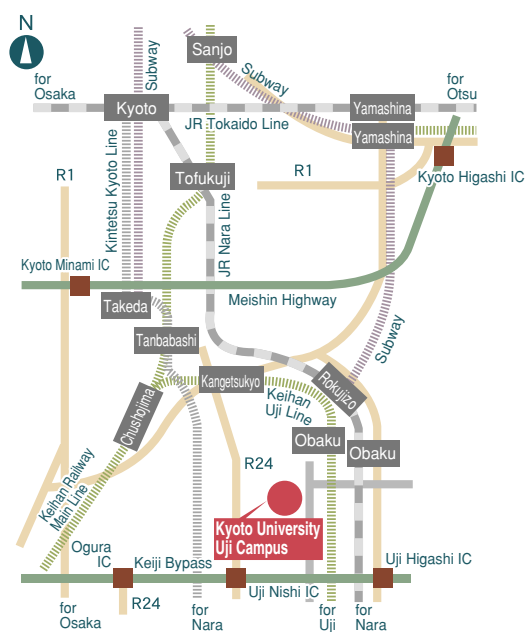 N
Sanjo
Subway
Subway
for
Osaka
for
Otsu
Kyoto
Yamashina
JR Tokaido Line
Yamashina
Kintetsu Kyoto Line
R1
Tofukuji
R1
Kyoto Higashi IC
JR Nara Line
Kyoto Minami IC
Takeda
Meishin Highway
Tanbabashi
Subway
Kangetsukyo
Rokujizo
Keihan
Uji Line
Chushojima
Obaku
Obaku
R24
Keihan Railway
Main Line
Kyoto University
Uji Campus
Ogura
IC
Keiji Bypass
Uji Higashi IC
Uji Nishi IC
for
Osaka
R24
for
Nara
for
Uji
for
Nara